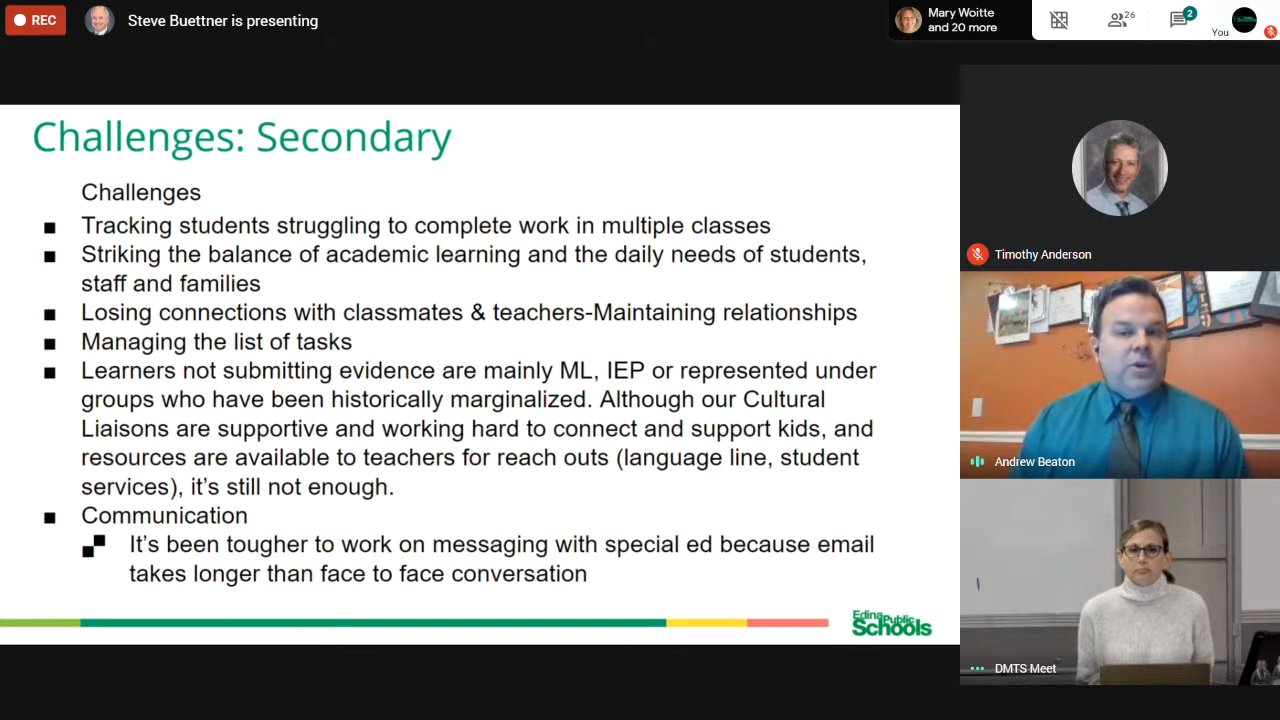 REC
Steve Buettner is presenting
Mary Woitte
and 20 more
26
2
You
Challenges: Secondary
Challenges
Tracking students struggling to complete work in multiple classes
Striking the balance of academic learning and the daily needs of students,
staff and families
Losing connections with classmates & teachers-Maintaining relationships
Managing the list of tasks
Learners not submitting evidence are mainly ML, IEP or represented under
groups who have been historically marginalized. Although our Cultural
Liaisons are supportive and working hard to connect and support kids, and
resources are available to teachers for reach outs (language line, student
services), it's still not enough.
Communication
It's been tougher to work on messaging with special ed because email
takes longer than face to face conversation
Edina Public
Schools
Timothy Anderson
Andrew Beaton
DMTS Meet